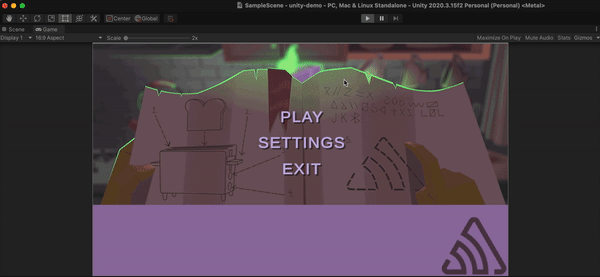 SampleScene - unity-demo - PC, Mac & Linux Standalone - Unity 2020.3.15f2 Personal (Personal) <Metal>
Center Global
Scene Game
Display 1 16:9 Aspect Scale 2x Maximize On Play Mute Audio Stats Gizmos
PLAY
SETTINGS
EXIT